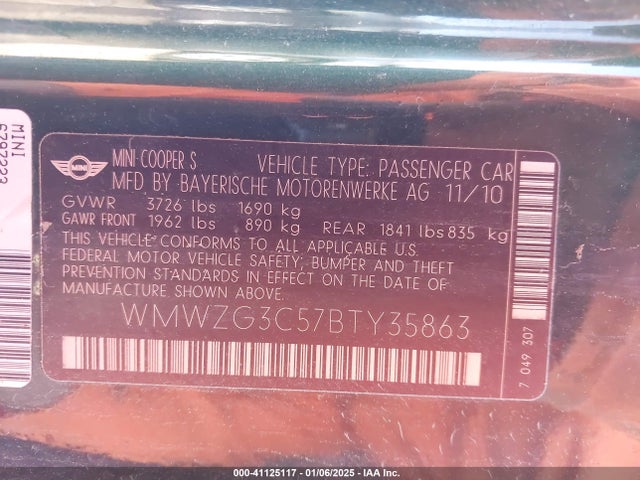 MINI COOPER S VEHICLE TYPE: PASSENGER CAR
MINI
MFD BY BAYERISCHE MOTORENWERKE AG 11/10
GVWR 3726 lbs 1690 kg
GAWR FRONT 1962 lbs 890 kg REAR 1841 lbs 835 kg
THIS VEHICLE CONFORMS TO ALL APPLICABLE U.S.
FEDERAL MOTOR VEHICLE SAFETY, BUMPER AND THEFT
PREVENTION STANDARDS IN EFFECT ON THE DATE OF
MANUFACTURE SHOWN ABOVE.
WMWZG3C57BTY35863
7 049 307
MINI
000-41125117 - 01/06/2025 - IAA Inc.